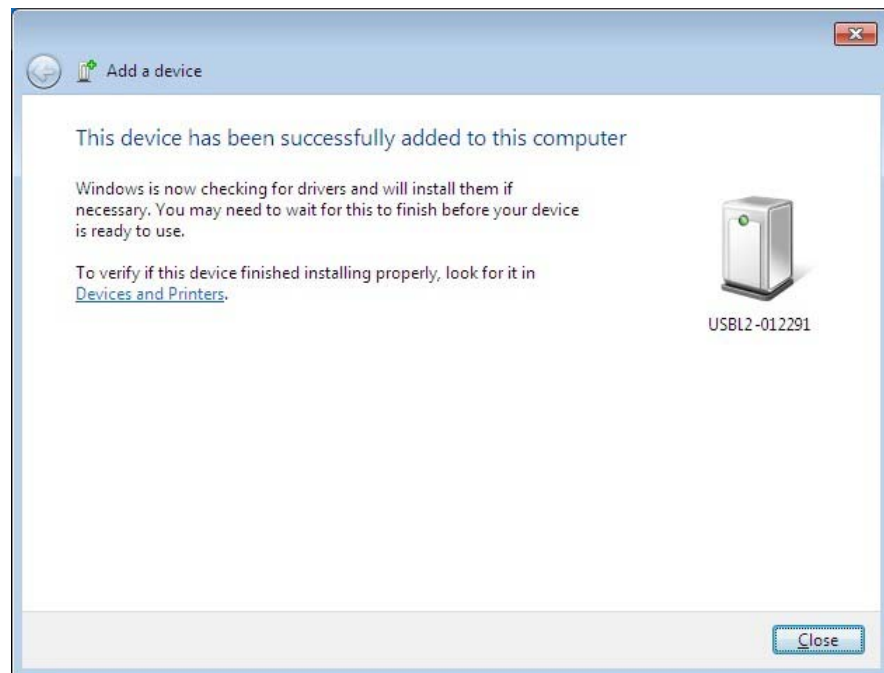 Add a device
This device has been successfully added to this computer
Windows is now checking for drivers and will install them if
necessary. You may need to wait for this to finish before your device
is ready to use.
To verify if this device finished installing properly, look for it in
Devices and Printers.
USBL2-012291
Close